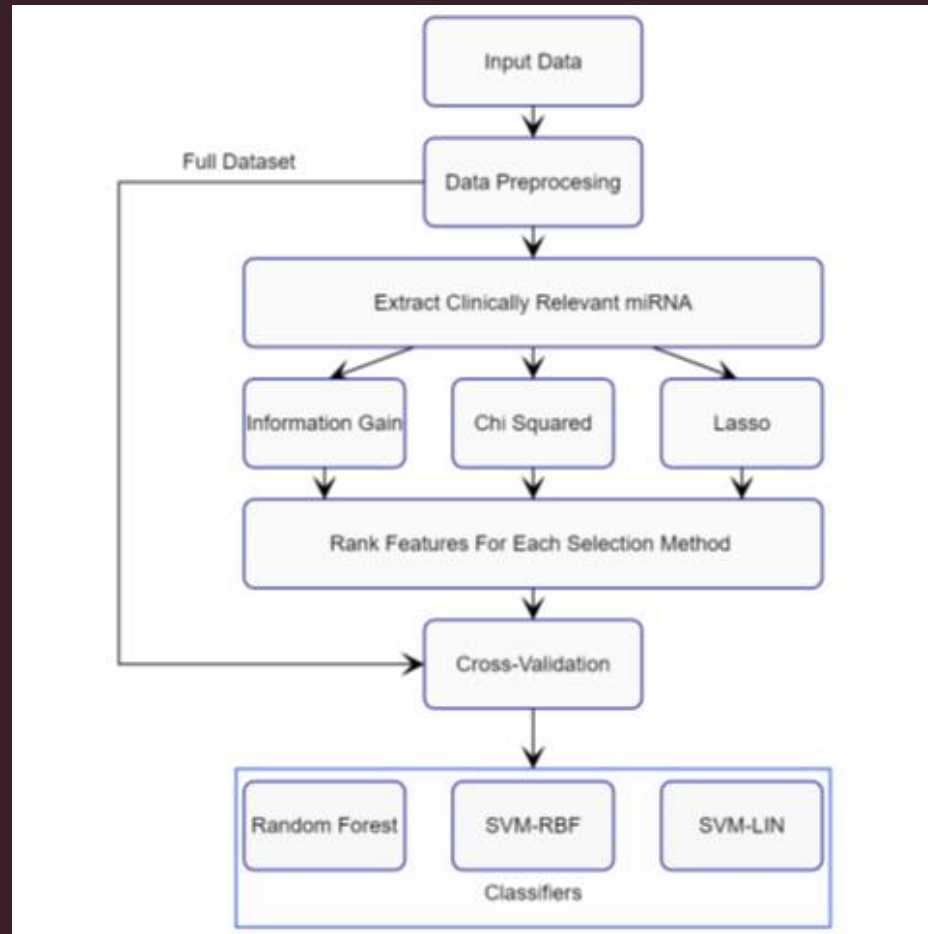 Input Data
Full Dataset
Data Preprocesing
Extract Clinically Relevant miRNA
Information Gain
Chi Squared
Lasso
Rank Features For Each Selection Method
Cross-Validation
Random Forest
SVM-RBF
SVM-LIN
Classifiers